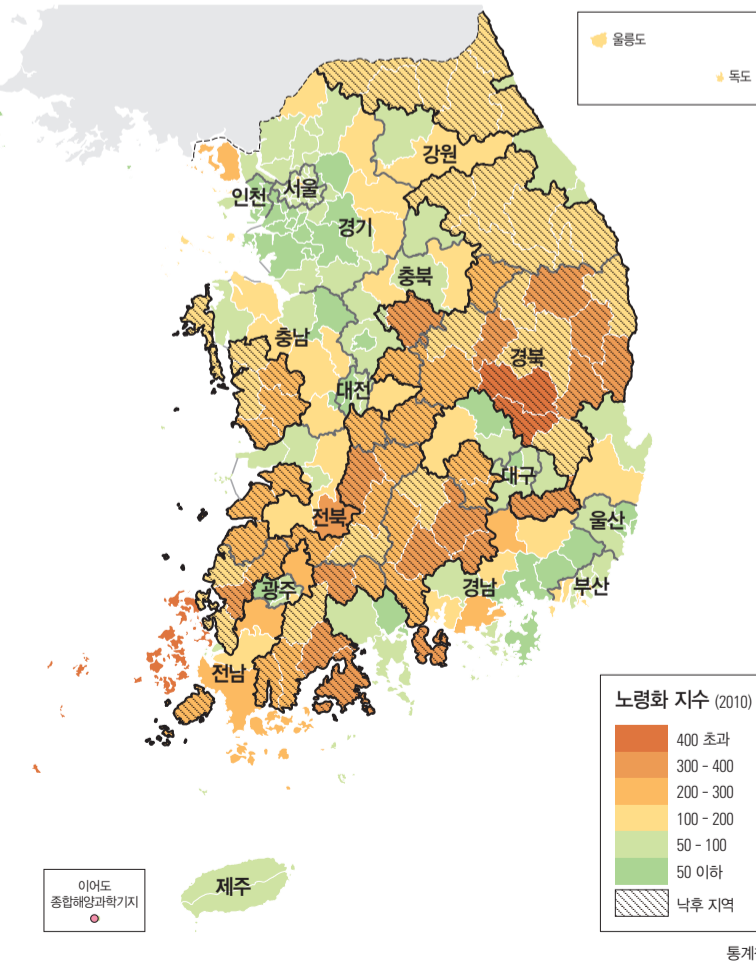 울릉도
독도
강원
인천
서울
경기
충북
충남
경북
대전
대구
전북
울산
광주
경남
부산
전남
제주
이어도
종합해양과학기지
노령화 지수 (2010)
400 초과
300 - 400
200 - 300
100 - 200
50 - 100
50 이하
낙후 지역